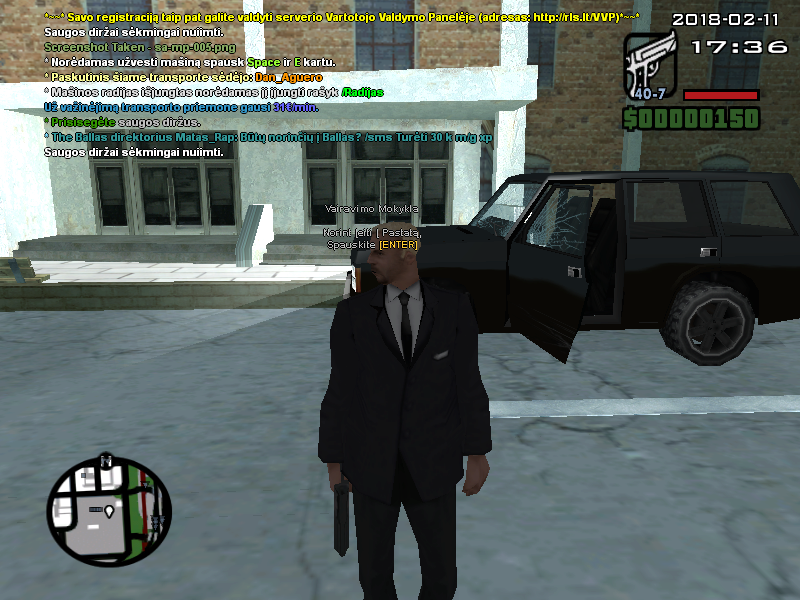 *~~* Savo registraciją taip pat galite valdyti serverio Vartotojo Valdymo Panelėje (adresas: http://rls.lt/VVP)*~~*
Saugos diržai sėkmingai nuimti.
Screenshot Taken - sa-mp-005.png
* Norėdamas užvesti mašiną spausk Space ir E kartu.
* Paskutinis šiame transporte sėdėjo: Dan_Aguero
* Mašinos radijas išjungtas norėdamas jį įjungti rašyk /Radijas
Už važinėjimą transporto priemone gausi 31€/min.
* Prisisegėte saugos diržus.
* The Ballas direktorius Matas_Rap: Būtų norinčių į Ballas? /sms Turėti 30 k m/g xp
Saugos diržai sėkmingai nuimti.
2018-02-11
17:36
40-7
$00000150
Vairavimo Mokykla
Norint Įeiti Į Pastatą,
Spauskite [ENTER]
N